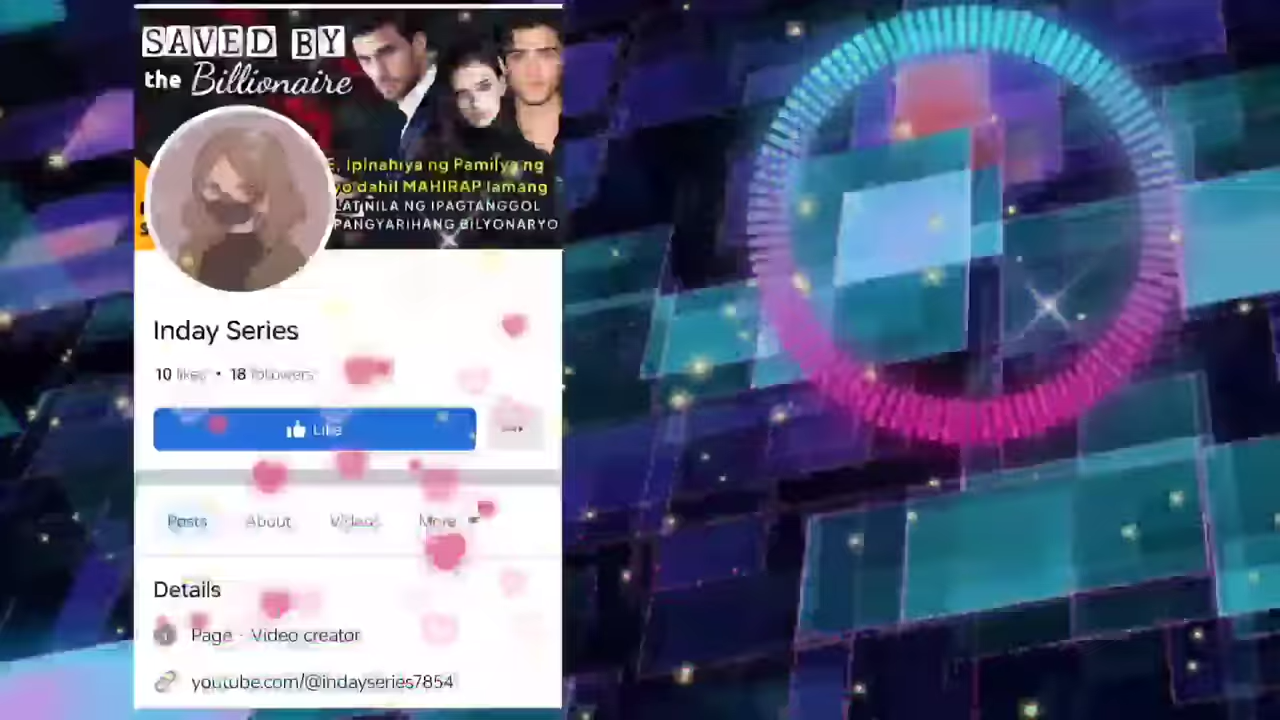 SAVED BY
the Billionaire
E, Ipinahiya ng Pamilya ng
yo dahil MAHIRAP lamang
NILA NG IPAGTANGGOL
PANGYARIHANG BILYONARYO
Inday Series
10 likes • 18 followers
Like
Posts About Videos More
Details
Page · Video creator
youtube.com/@indayseries7854